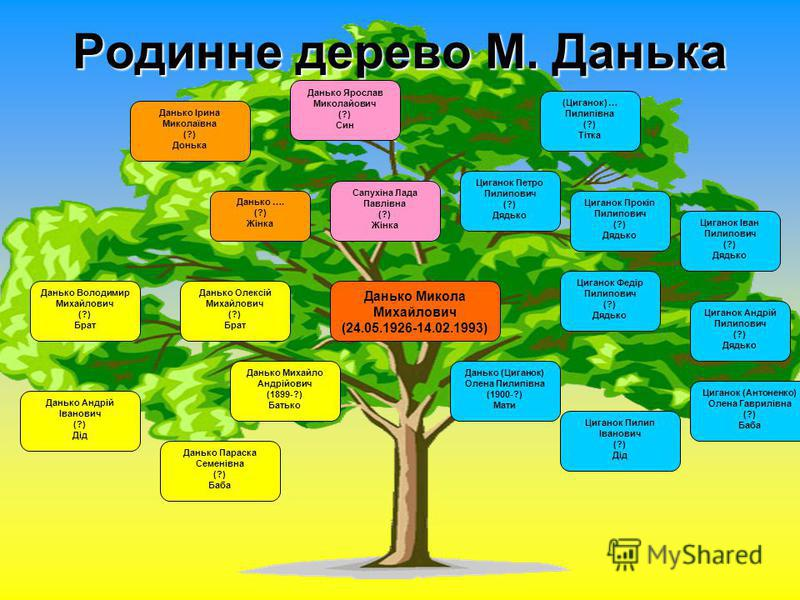 Родинне дерево М. Данька
Данько Ярослав
Миколайович
(?)
Син
(Циганок) …
Пилипівна
(?)
Тітка
Данько Ірина
Миколаївна
(?)
Донька
Циганок Петро
Пилипович
(?)
Дядько
Сапухіна Лада
Павлівна
(?)
Жінка
Данько ….
(?)
Жінка
Циганок Прокіп
Пилипович
(?)
Дядько
Циганок Іван
Пилипович
(?)
Дядько
Данько Володимир
Михайлович
(?)
Брат
Данько Олексій
Михайлович
(?)
Брат
Данько Микола
Михайлович
(24.05.1926-14.02.1993)
Циганок Федір
Пилипович
(?)
Дядько
Циганок Андрій
Пилипович
(?)
Дядько
Данько Михайло
Андрійович
(1899-?)
Батько
Данько (Циганок)
Олена Пилипівна
(1900-?)
Мати
Циганок (Антоненко)
Олена Гаврилівна
(?)
Баба
Данько Андрій
Іванович
(?)
Дід
Циганок Пилип
Іванович
(?)
Дід
Данько Параска
Семенівна
(?)
Баба
MyShared